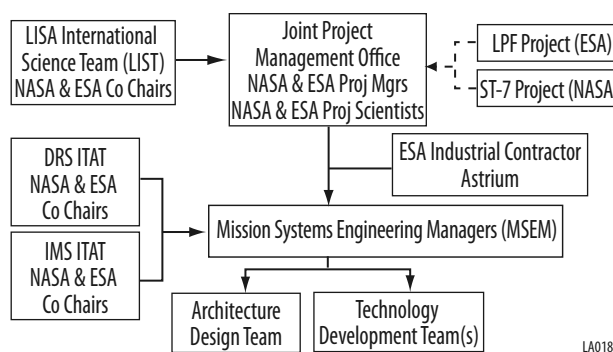 LISA International
Science Team (LIST)
NASA & ESA Co Chairs
Joint Project
Management Office
NASA & ESA Proj Mgrs
NASA & ESA Proj Scientists
LPF Project (ESA)
ST-7 Project (NASA
DRS ITAT
NASA & ESA
Co Chairs
ESA Industrial Contractor
Astrium
IMS ITAT
NASA & ESA
Co Chairs
Mission Systems Engineering Managers (MSEM)
Architecture
Design Team
Technology
Development Team(s)
LA018